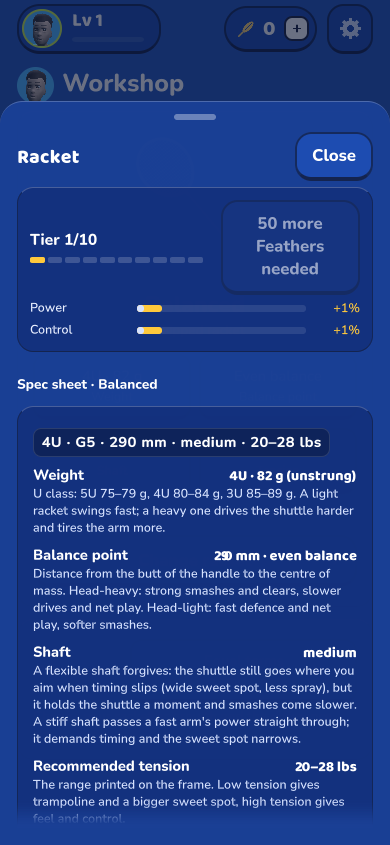 Lv 1
0
+
Workshop
Racket
Close
Tier 1/10
50 more
Feathers
needed
Power
+1%
Control
+1%
Spec sheet · Balanced
4U · G5 · 290 mm · medium · 20–28 lbs
Weight
4U · 82 g (unstrung)
U class: 5U 75–79 g, 4U 80–84 g, 3U 85–89 g. A light
racket swings fast; a heavy one drives the shuttle harder
and tires the arm more.
Balance point
290 mm · even balance
Distance from the butt of the handle to the centre of
mass. Head-heavy: strong smashes and clears, slower
drives and net play. Head-light: fast defence and net
play, softer smashes.
Shaft
medium
A flexible shaft forgives: the shuttle still goes where you
aim when timing slips (wide sweet spot, less spray), but
it holds the shuttle a moment and smashes come slower.
A stiff shaft passes a fast arm's power straight through;
it demands timing and the sweet spot narrows.
Recommended tension
20–28 lbs
The range printed on the frame. Low tension gives
trampoline and a bigger sweet spot, high tension gives
feel and control.